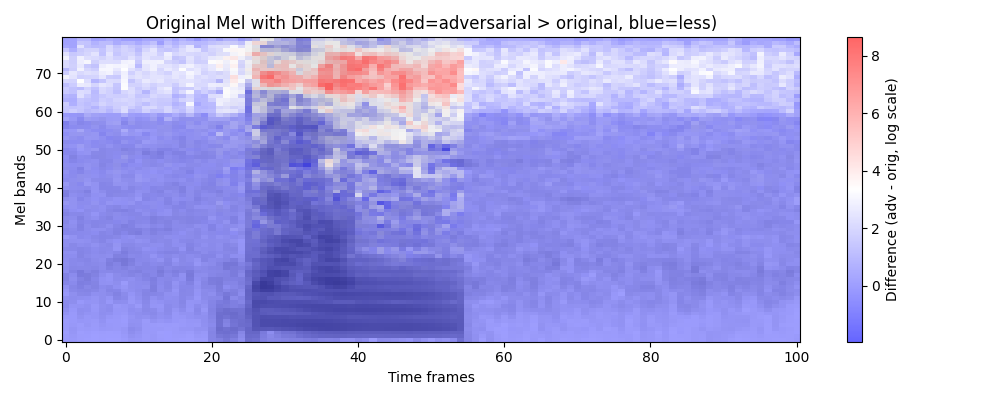 Original Mel with Differences (red=adversarial > original, blue=less)
Mel bands
70
60
50
40
30
20
10
0
0 20 40 60 80 100
Time frames
8
6
4
2
0
Difference (adv - orig, log scale)